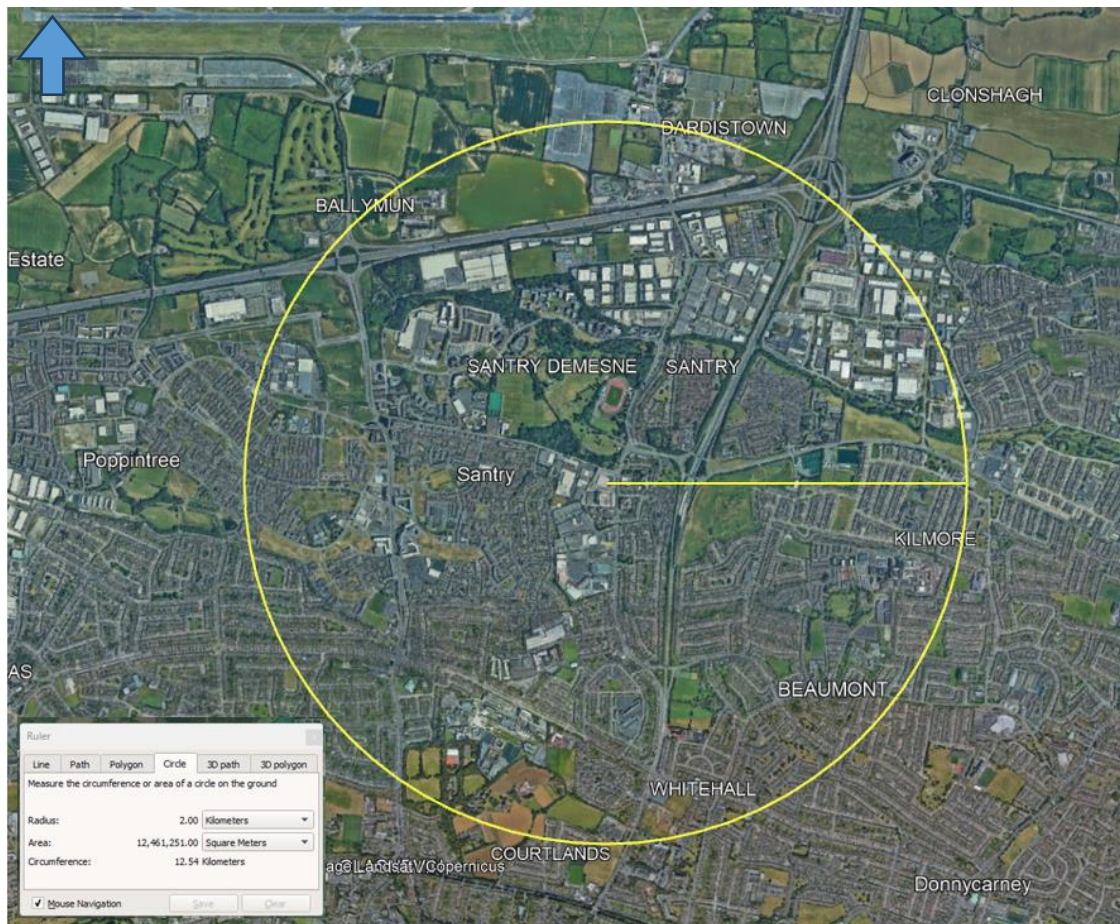 CLONSHAGH
DARDISTOWN
BALLYMUN
Estate
SANTRY DEMESNE
SANTRY
Poppintree
Santry
KILMORE
AS
BEAUMONT
WHITEHALL
COURTLANDS
Copernicus
Donnycarney
Ruler
Line Path Polygon Circle 3D path 3D polygon
Measure the circumference or area of a circle on the ground
Radius: 2.00 Kilometers
Area: 12,461,251.00 Square Meters
Circumference: 12.54 Kilometers
Mouse Navigation Save Clear